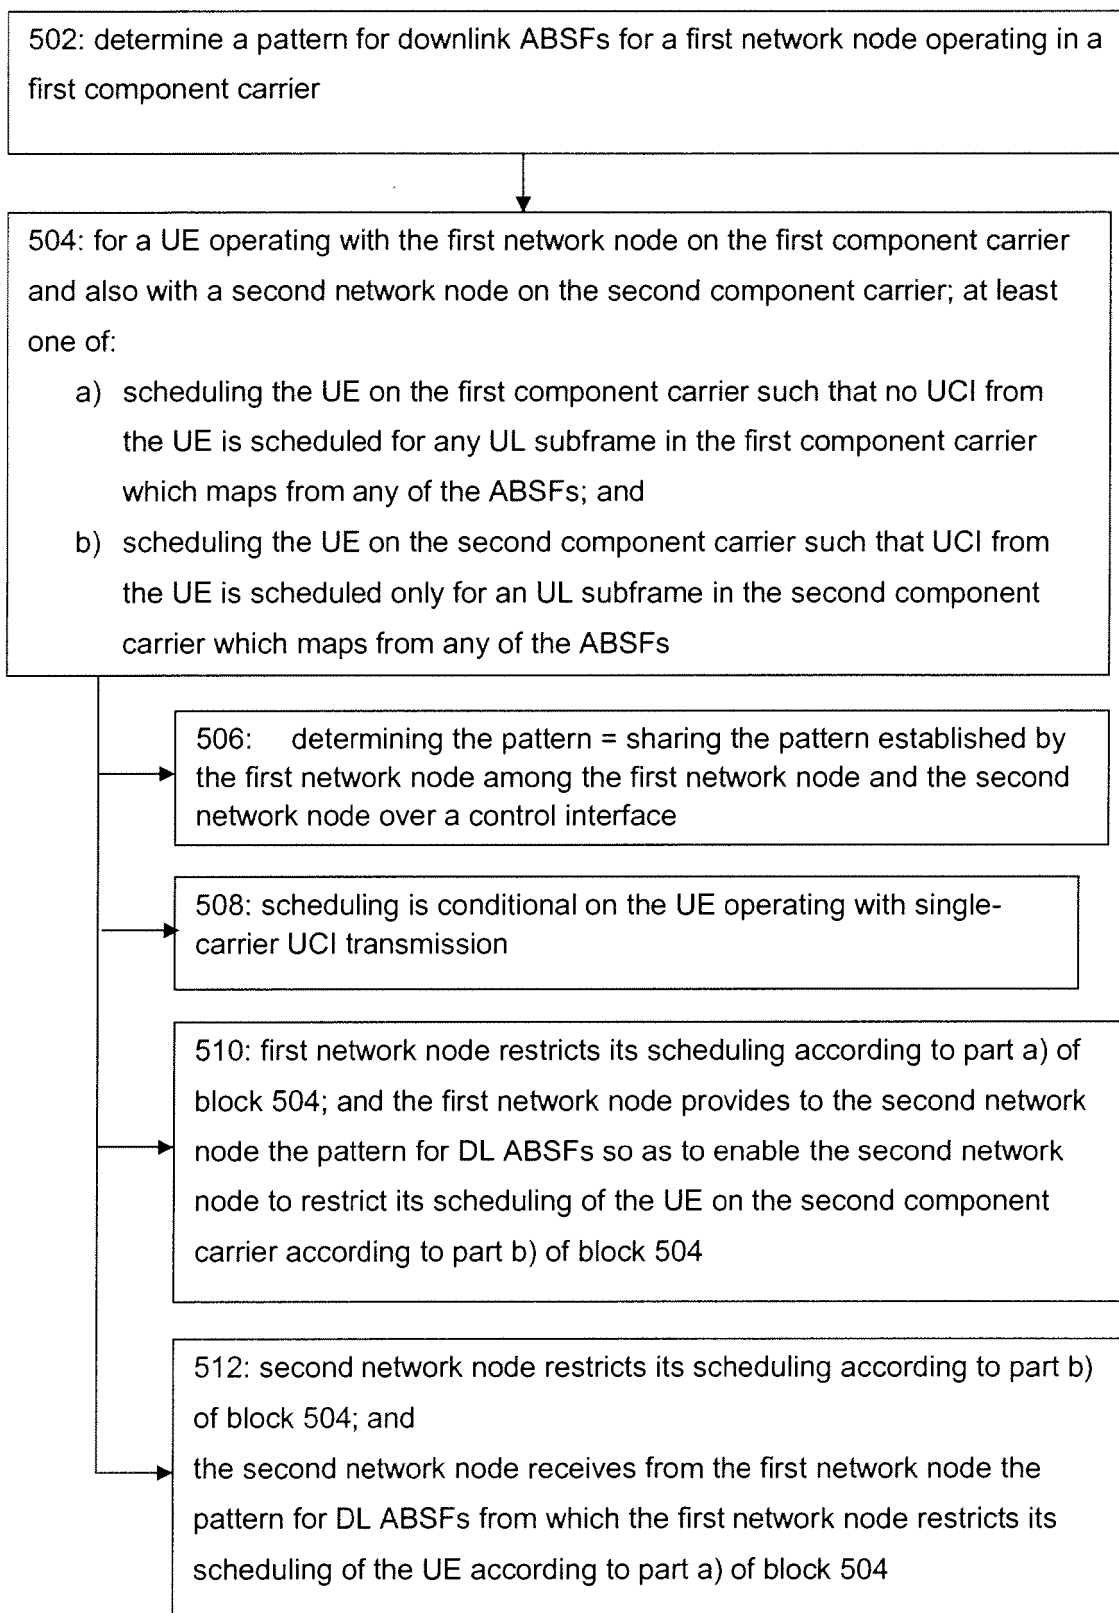 502: determine a pattern for downlink ABSFs for a first network node operating in a
first component carrier
504: for a UE operating with the first network node on the first component carrier
and also with a second network node on the second component carrier; at least
one of:
a) scheduling the UE on the first component carrier such that no UCI from
the UE is scheduled for any UL subframe in the first component carrier
which maps from any of the ABSFs; and
b) scheduling the UE on the second component carrier such that UCI from
the UE is scheduled only for an UL subframe in the second component
carrier which maps from any of the ABSFs
506: determining the pattern = sharing the pattern established by
the first network node among the first network node and the second
network node over a control interface
508: scheduling is conditional on the UE operating with single-
carrier UCI transmission
510: first network node restricts its scheduling according to part a) of
block 504; and the first network node provides to the second network
node the pattern for DL ABSFs so as to enable the second network
node to restrict its scheduling of the UE on the second component
carrier according to part b) of block 504
512: second network node restricts its scheduling according to part b)
of block 504; and
the second network node receives from the first network node the
pattern for DL ABSFs from which the first network node restricts its
scheduling of the UE according to part a) of block 504